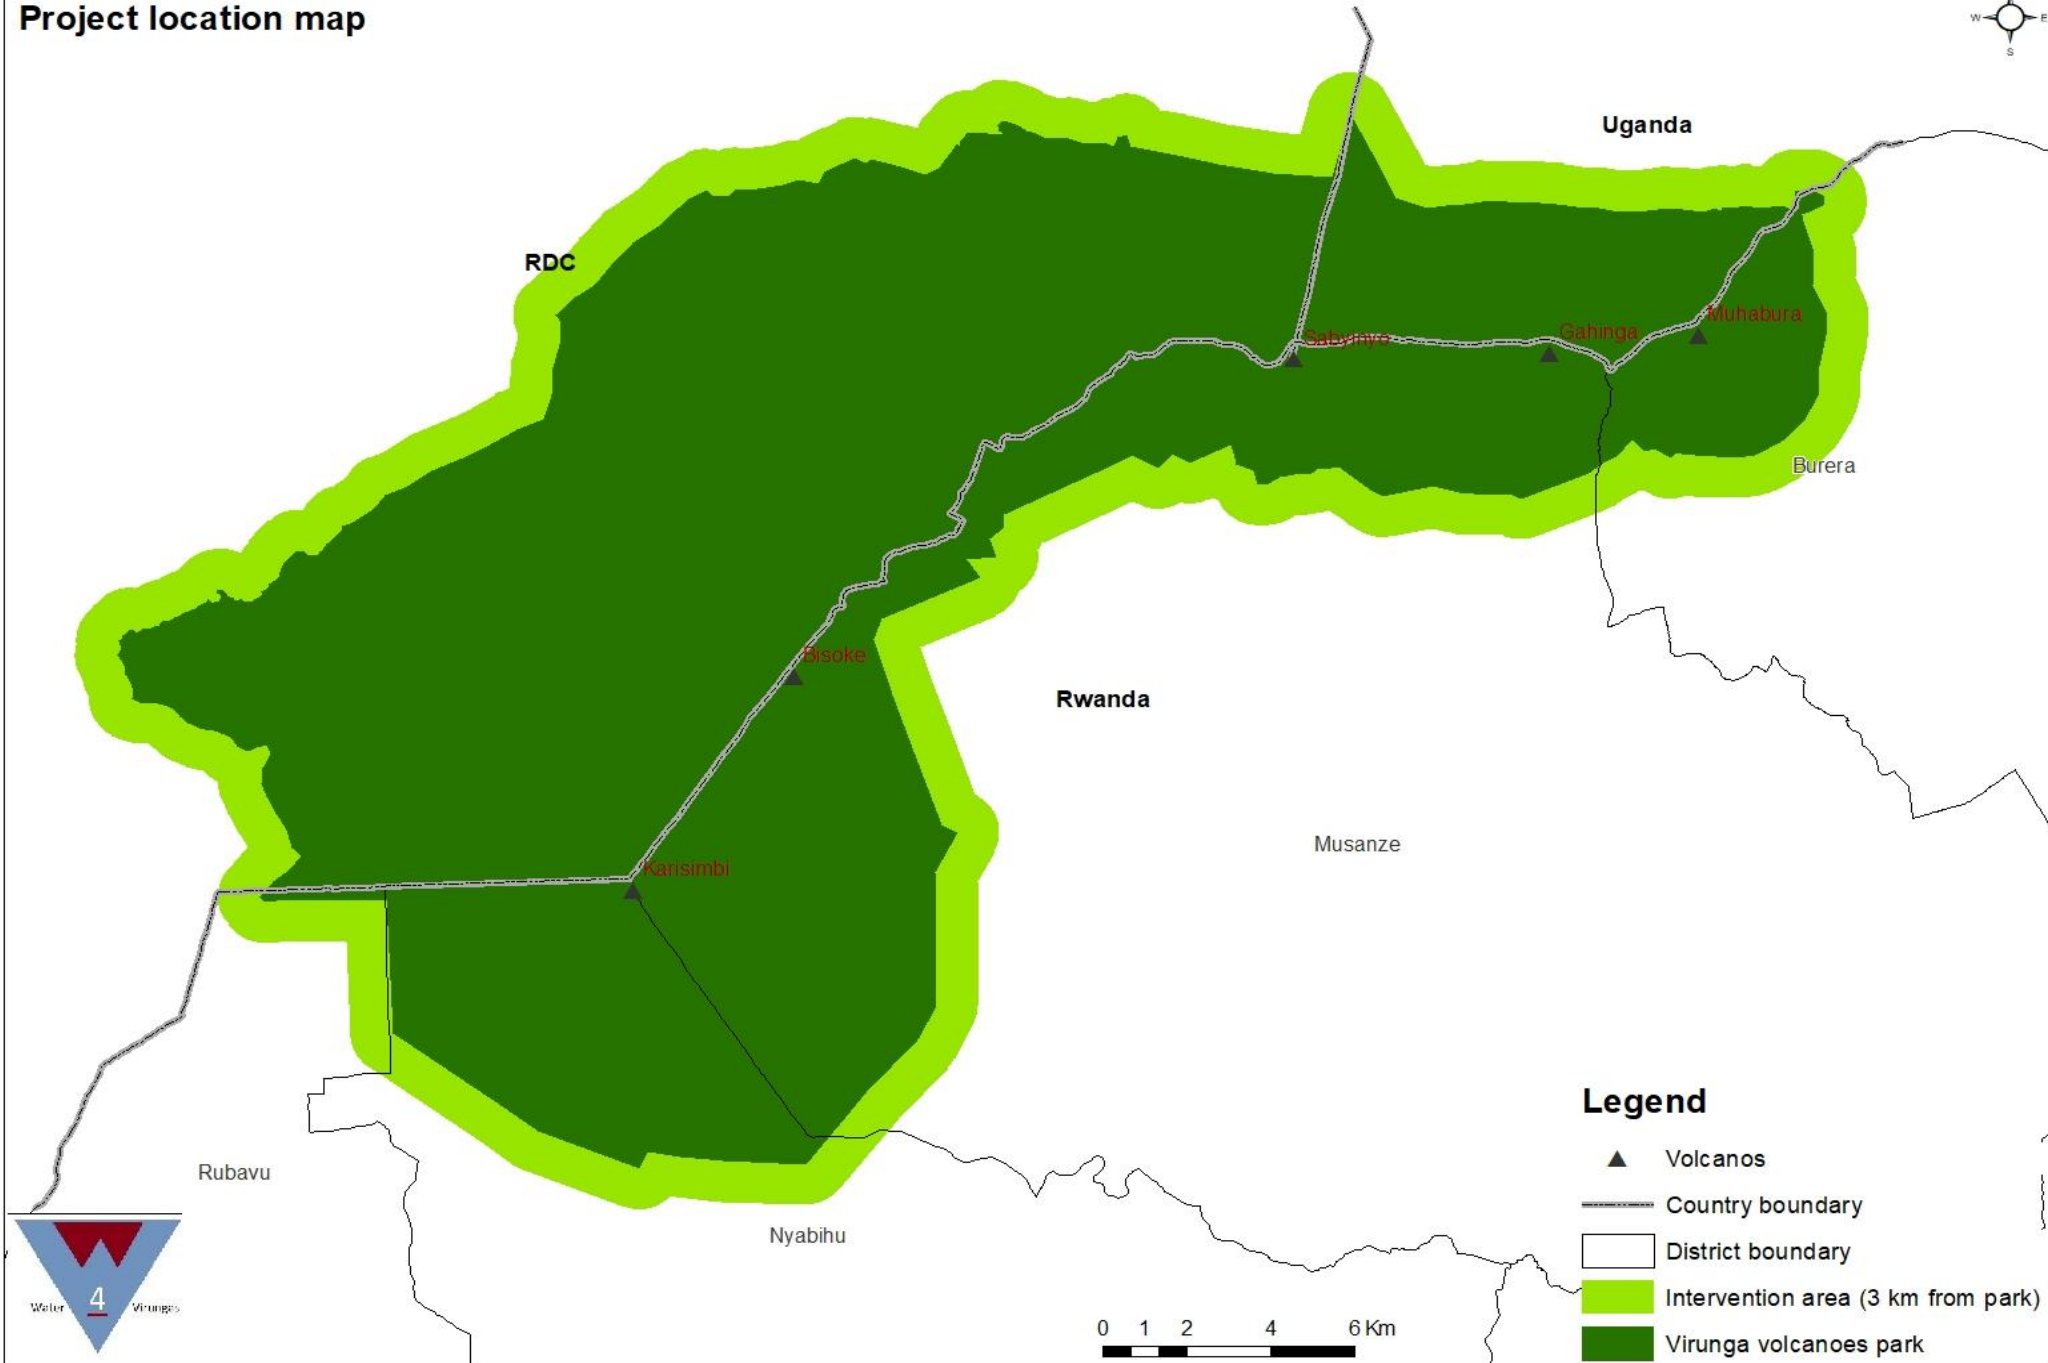 Project location map
W E
S
Uganda
RDC
Muhabura
Gahinga
Sabyinyo
Burera
Bisoke
Rwanda
Musanze
Karisimbi
Rubavu
Nyabihu
Water 4 Virungas
0 1 2 4 6 Km
Legend
Volcanos
Country boundary
District boundary
Intervention area (3 km from park)
Virunga volcanoes park